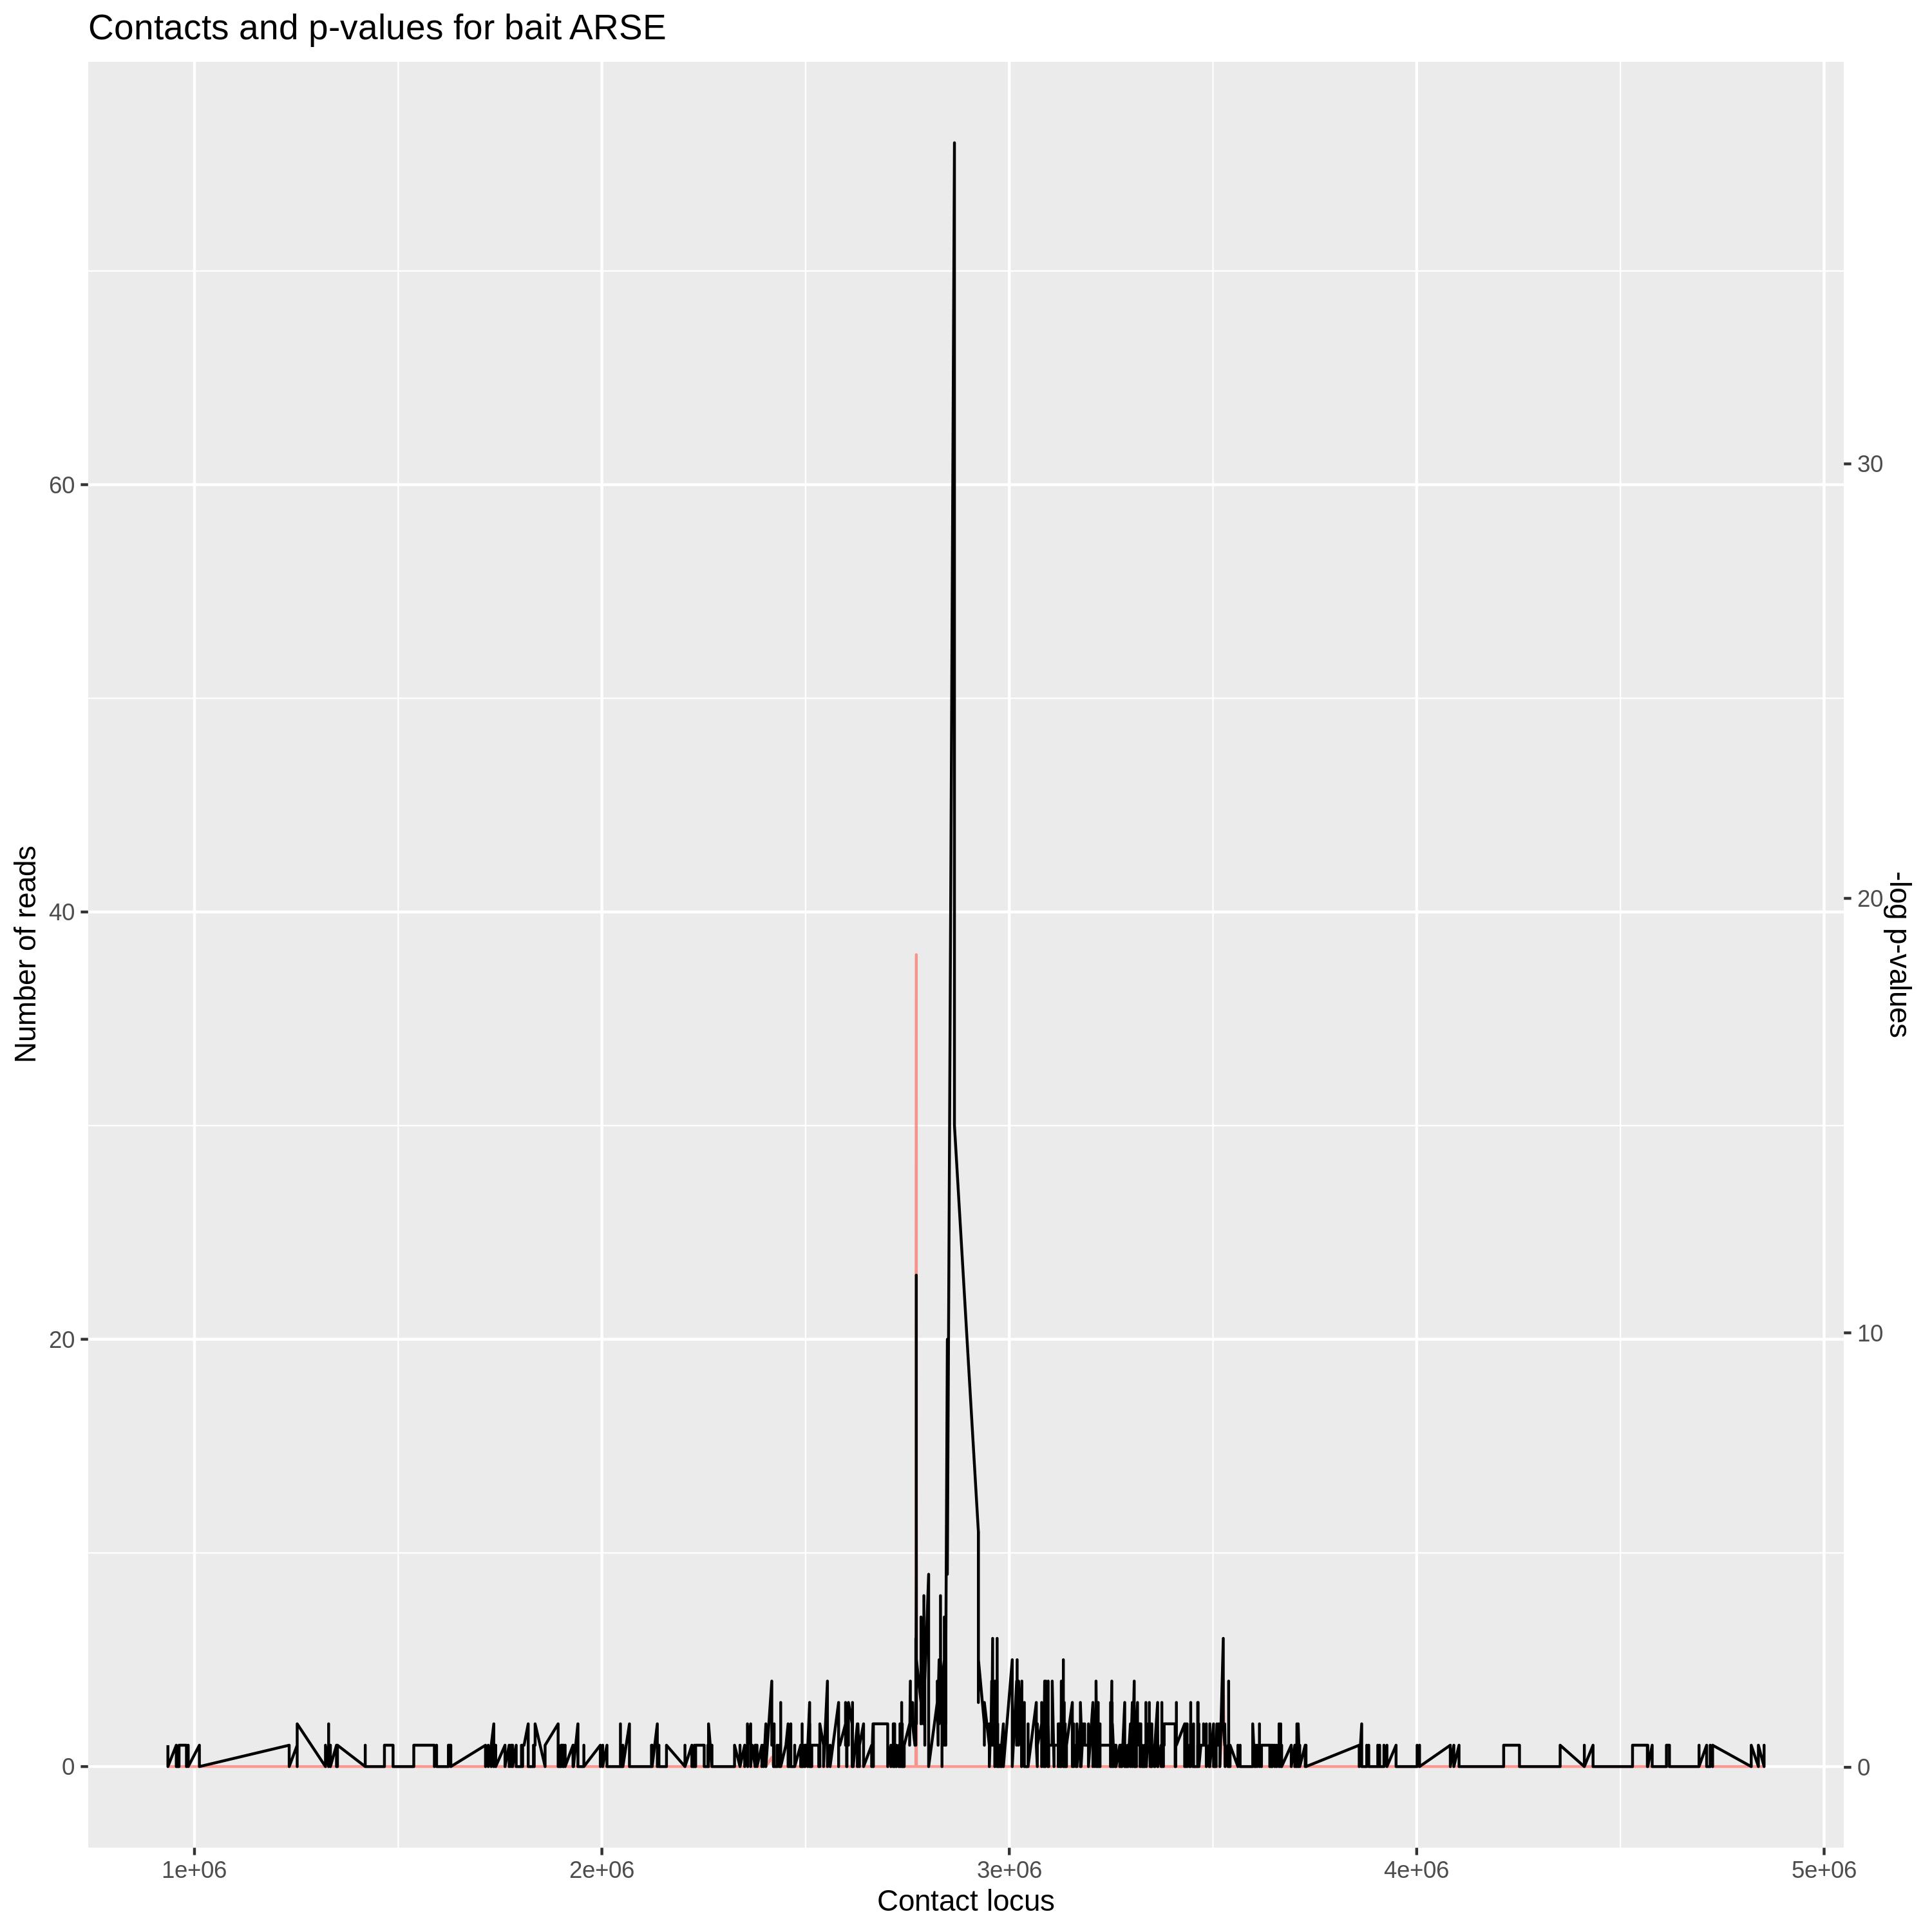 Contacts and p-values for bait ARSE
Number of reads
60
40
20
0
30
20
10
0
-log p-values
1e+06
2e+06
3e+06
4e+06
5e+06
Contact locus